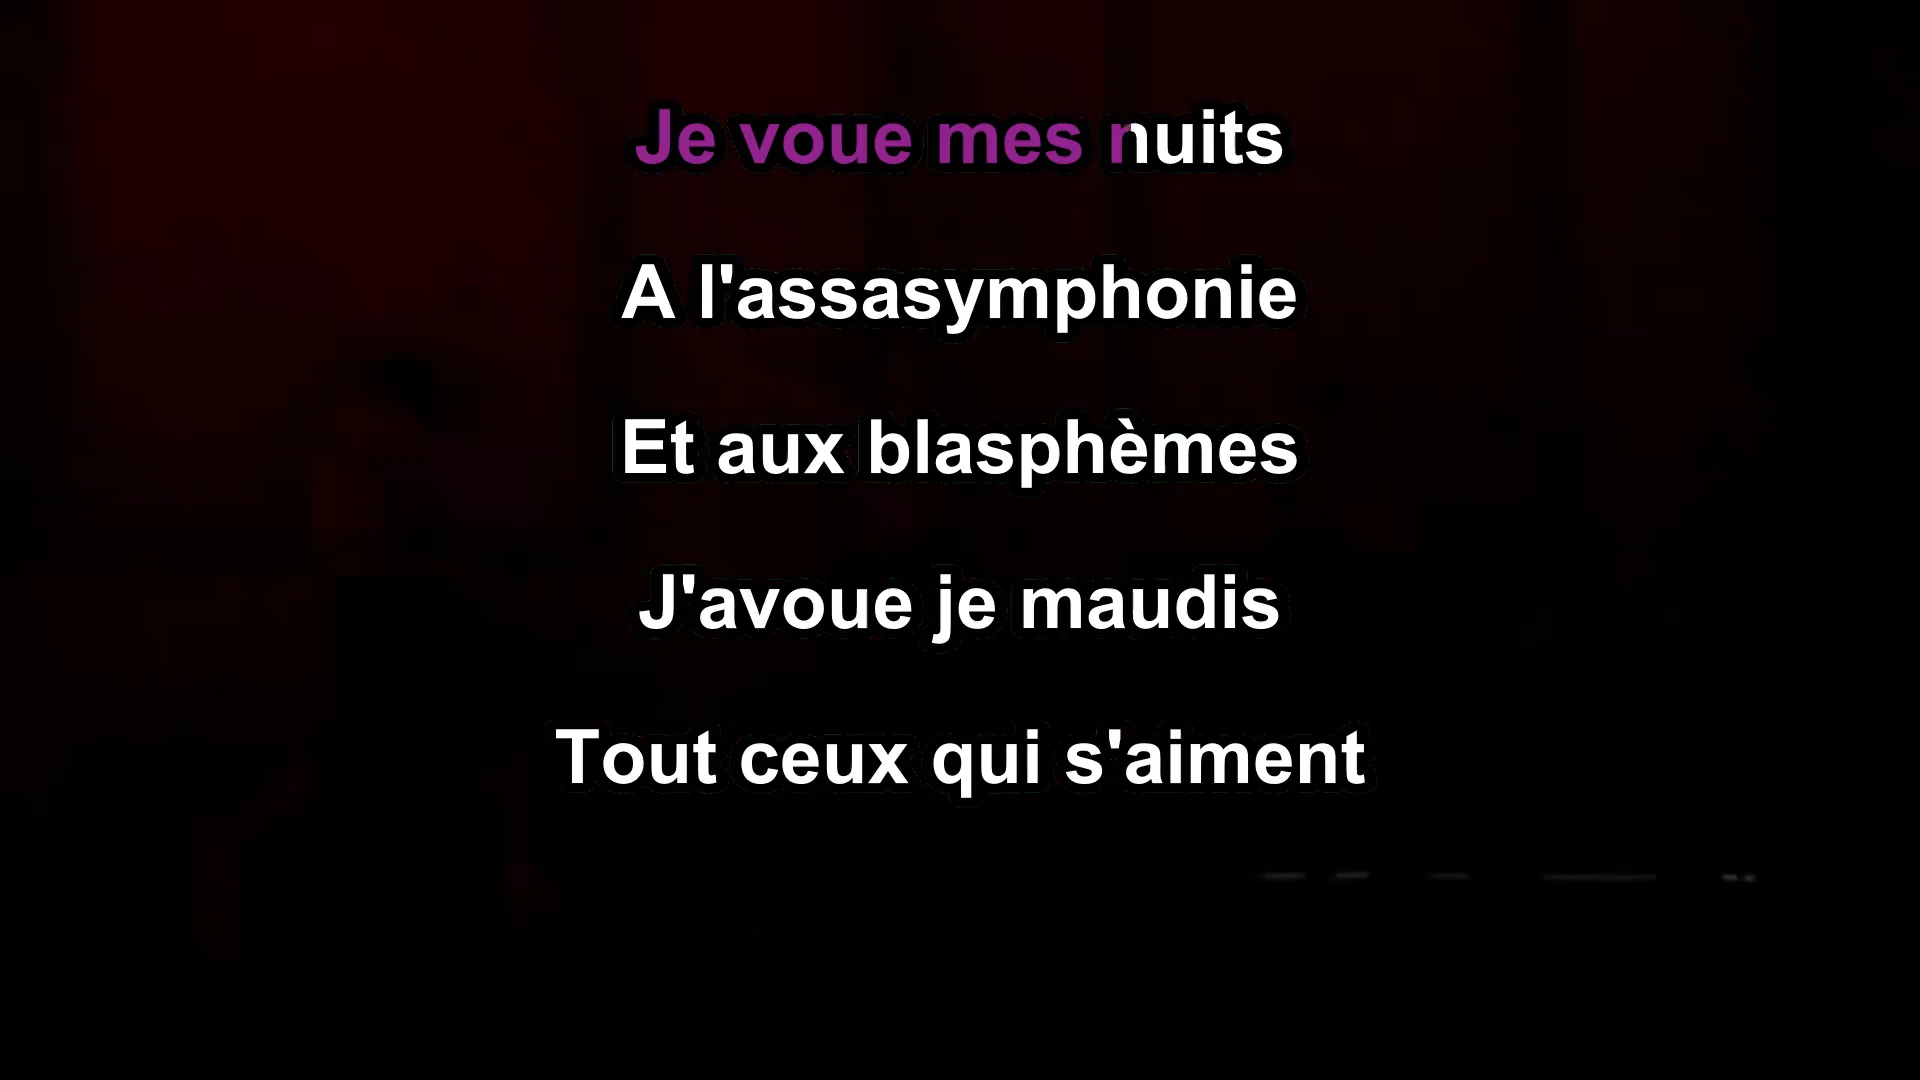 Je voue mes nuits
A l'assasymphonie
Et aux blasphèmes
J'avoue je maudis
Tout ceux qui s'aiment